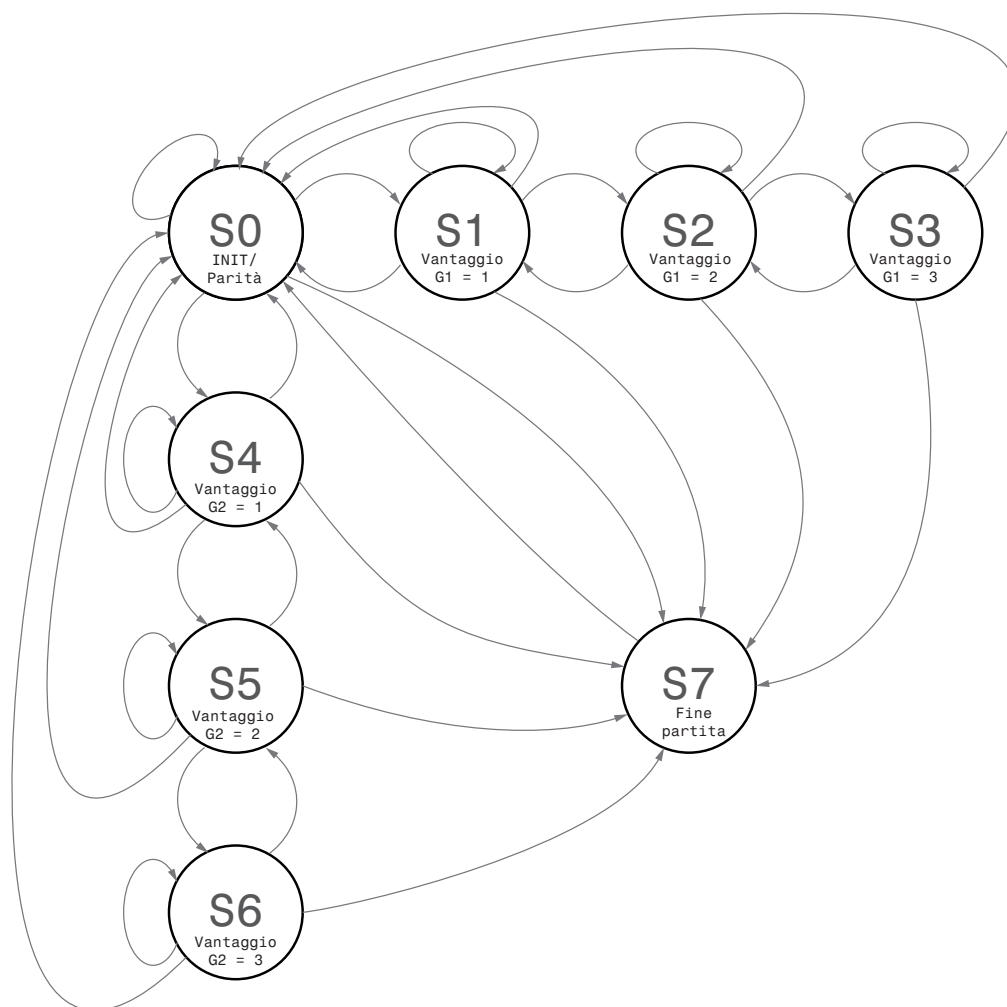 S0
INIT/
Parità
S1
Vantaggio
G1 = 1
S2
Vantaggio
G1 = 2
S3
Vantaggio
G1 = 3
S4
Vantaggio
G2 = 1
S5
Vantaggio
G2 = 2
S7
Fine
partita
S6
Vantaggio
G2 = 3